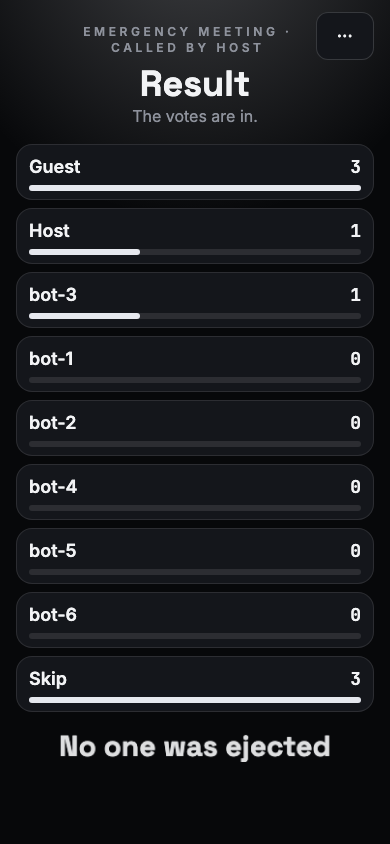 EMERGENCY MEETING ·
CALLED BY HOST
...
Result
The votes are in.
Guest 3
Host 1
bot-3 1
bot-1 0
bot-2 0
bot-4 0
bot-5 0
bot-6 0
Skip 3
No one was ejected